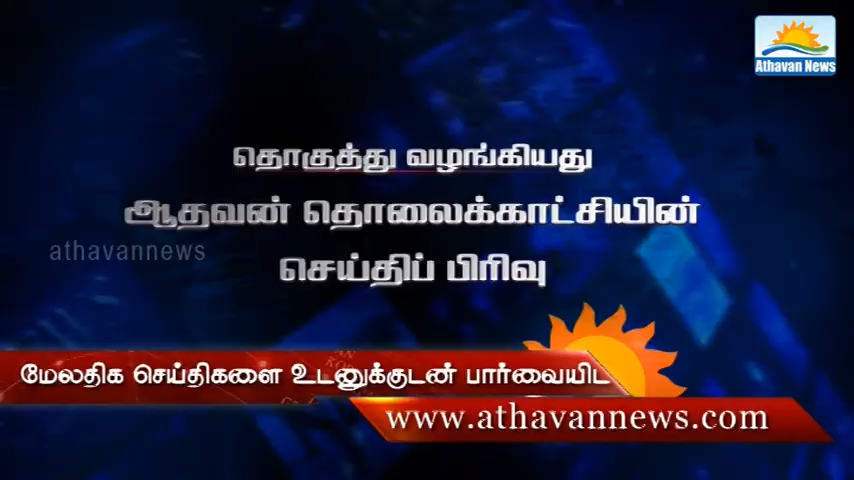 Athavan News
தொகுத்து வழங்கியது
ஆதவன் தொலைக்காட்சியின்
athavannews
செய்திப் பிரிவு
மேலதிக செய்திகளை உடனுக்குடன் பார்வையிட
www.athavannews.com